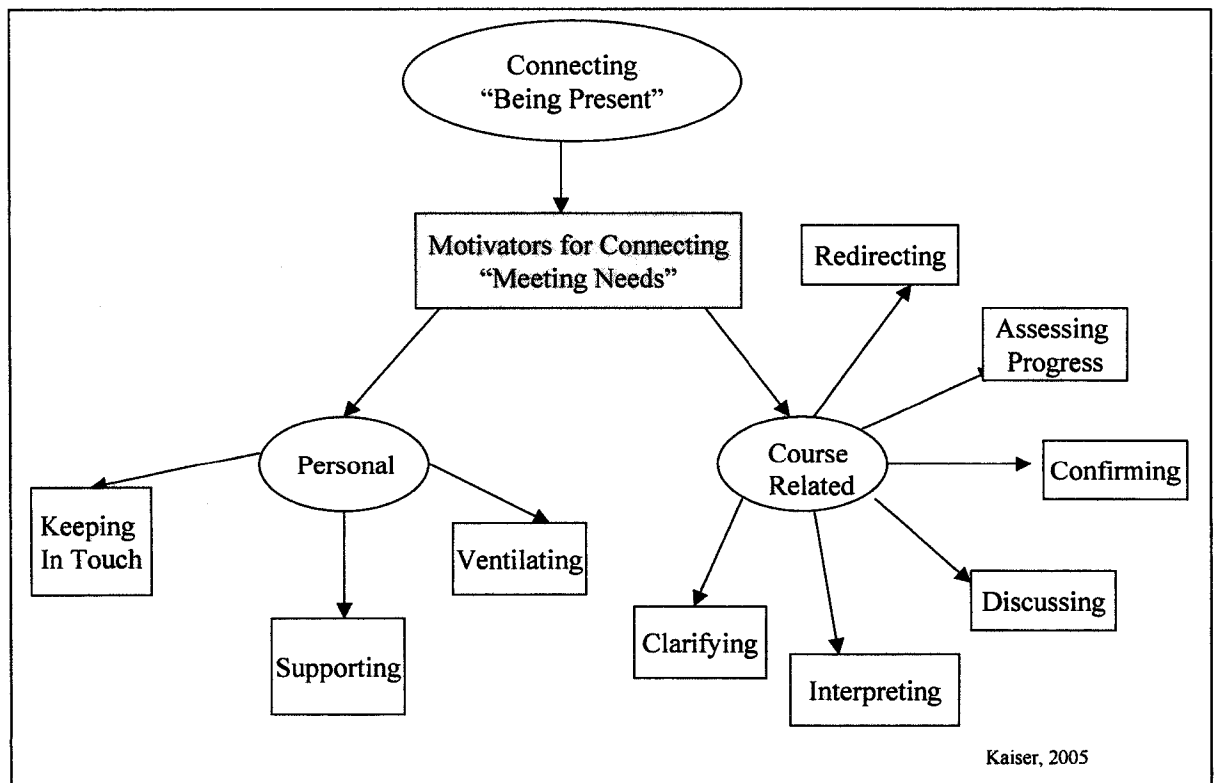 Connecting
“Being Present”
Motivators for Connecting
“Meeting Needs”
Redirecting
Assessing
Progress
Personal
Course
Related
Confirming
Keeping
In Touch
Ventilating
Discussing
Supporting
Clarifying
Interpreting
Kaiser, 2005